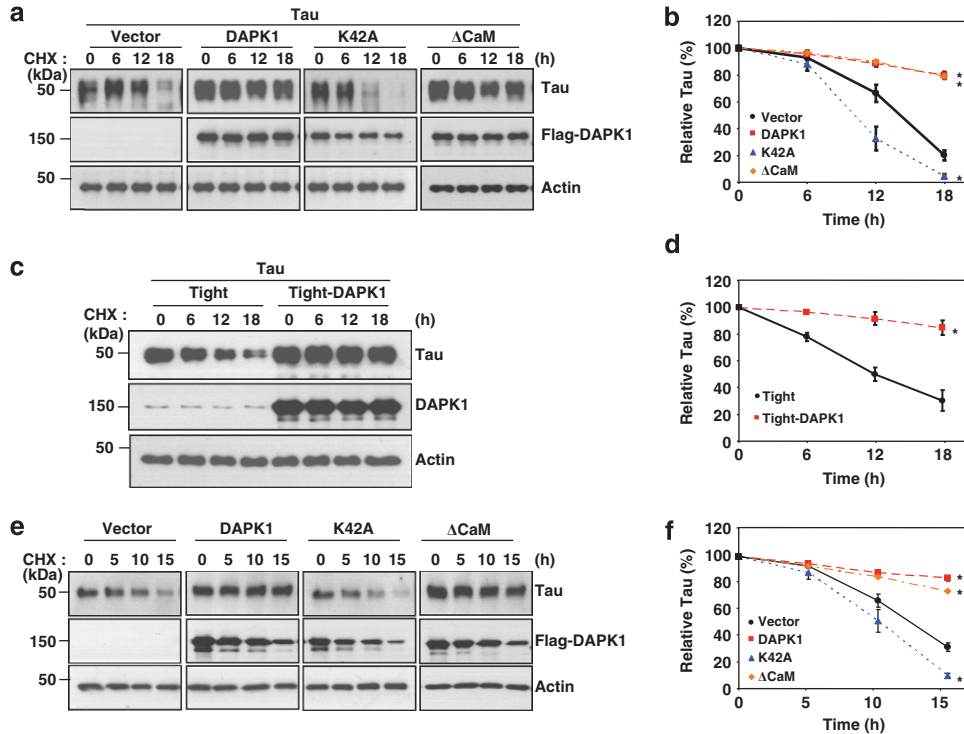 a
Tau
Vector DAPK1 K42A ΔCaM
CHX : 0 6 12 18 0 6 12 18 0 6 12 18 0 6 12 18 (h)
(kDa)
50 Tau
150 Flag-DAPK1
50
Actin
b
Relative Tau (%)
120
100
80
60
40
20
0
0 6 12 18
Time (h)
Vector
DAPK1
K42A
ΔCaM
*
*
*
c
Tau
Tight Tight-DAPK1
CHX : 0 6 12 18 0 6 12 18 (h)
(kDa)
50 Tau
150 DAPK1
50
Actin
d
Relative Tau (%)
120
100
80
60
40
20
0
0 6 12 18
Time (h)
Tight
Tight-DAPK1
*
e
Vector DAPK1 K42A ΔCaM
CHX : 0 5 10 15 0 5 10 15 0 5 10 15 0 5 10 15 (h)
(kDa)
50 Tau
150 Flag-DAPK1
50
Actin
f
Relative Tau (%)
120
100
80
60
40
20
0
0 5 10 15
Time (h)
Vector
DAPK1
K42A
ΔCaM
*
*
*